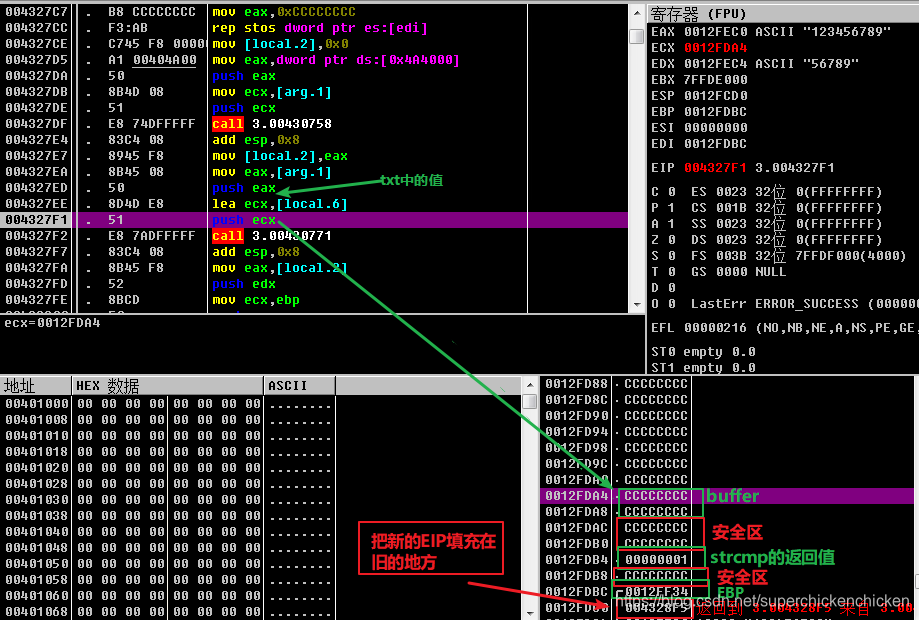 004327C7 . B8 CCCCCCCC mov eax,0xCCCCCCCC
004327CC . F3:AB rep stos dword ptr es:[edi]
004327CE . C745 F8 0000 mov [local.2],0x0
004327D5 . A1 00404A00 mov eax,dword ptr ds:[0x4A4000]
004327DA . 50 push eax
004327DB . 8B4D 08 mov ecx,[arg.1]
004327DE . 51 push ecx
004327DF . E8 74DFFFFF call 3.00430758
004327E4 . 83C4 08 add esp,0x8
004327E7 . 8945 F8 mov [local.2],eax
004327EA . 8B45 08 mov eax,[arg.1]
004327ED . 50 push eax
004327EE . 8D4D E8 lea ecx,[local.6]
004327F1 . 51 push ecx
004327F2 . E8 7ADFFFFF call 3.00430771
004327F7 . 83C4 08 add esp,0x8
004327FA . 8B45 F8 mov eax,[local.2]
004327FD . 52 push edx
004327FE . 8BCD mov ecx,ebp
txt中的值
ecx=0012FDA4
寄存器 (FPU)
EAX 0012FEC0 ASCII "123456789"
ECX 0012FDA4
EDX 0012FEC4 ASCII "56789"
EBX 7FFDE000
ESP 0012FCD0
EBP 0012FDBC
ESI 00000000
EDI 0012FDBC
EIP 004327F1 3.004327F1
C 0 ES 0023 32位 0(FFFFFFFF)
P 1 CS 001B 32位 0(FFFFFFFF)
A 1 SS 0023 32位 0(FFFFFFFF)
Z 0 DS 0023 32位 0(FFFFFFFF)
S 0 FS 003B 32位 7FFDF000(4000)
T 0 GS 0000 NULL
D 0
O 0 LastErr ERROR_SUCCESS (000000
EFL 00000216 (NO,NB,NE,A,NS,PE,GE,
ST0 empty 0.0
ST1 empty 0.0
地址 HEX 数据 ASCII
00401000 00 00 00 00 00 00 00 00 ........
00401008 00 00 00 00 00 00 00 00 ........
00401010 00 00 00 00 00 00 00 00 ........
00401018 00 00 00 00 00 00 00 00 ........
00401020 00 00 00 00 00 00 00 00 ........
00401028 00 00 00 00 00 00 00 00 ........
00401030 00 00 00 00 00 00 00 00 ........
00401038 00 00 00 00 00 00 00 00 ........
00401040 00 00 00 00 00 00 00 00 ........
00401048 00 00 00 00 00 00 00 00 ........
00401050 00 00 00 00 00 00 00 00 ........
00401058 00 00 00 00 00 00 00 00 ........
00401060 00 00 00 00 00 00 00 00 ........
00401068 00 00 00 00 00 00 00 00 ........
把新的EIP填充在
旧的地方
0012FD88 CCCCCCCC
0012FD8C CCCCCCCC
0012FD90 CCCCCCCC
0012FD94 CCCCCCCC
0012FD98 CCCCCCCC
0012FD9C CCCCCCCC
0012FDA0 CCCCCCCC
0012FDA4 CCCCCCCC buffer
0012FDA8 CCCCCCCC
0012FDAC CCCCCCCC 安全区
0012FDB0 CCCCCCCC
0012FDB4 00000001 strcmp的返回值
0012FDB8 CCCCCCCC 安全区
0012FDBC 0012FF34 EBP
004328F5 返回到 3.004328F5 来自 3.004